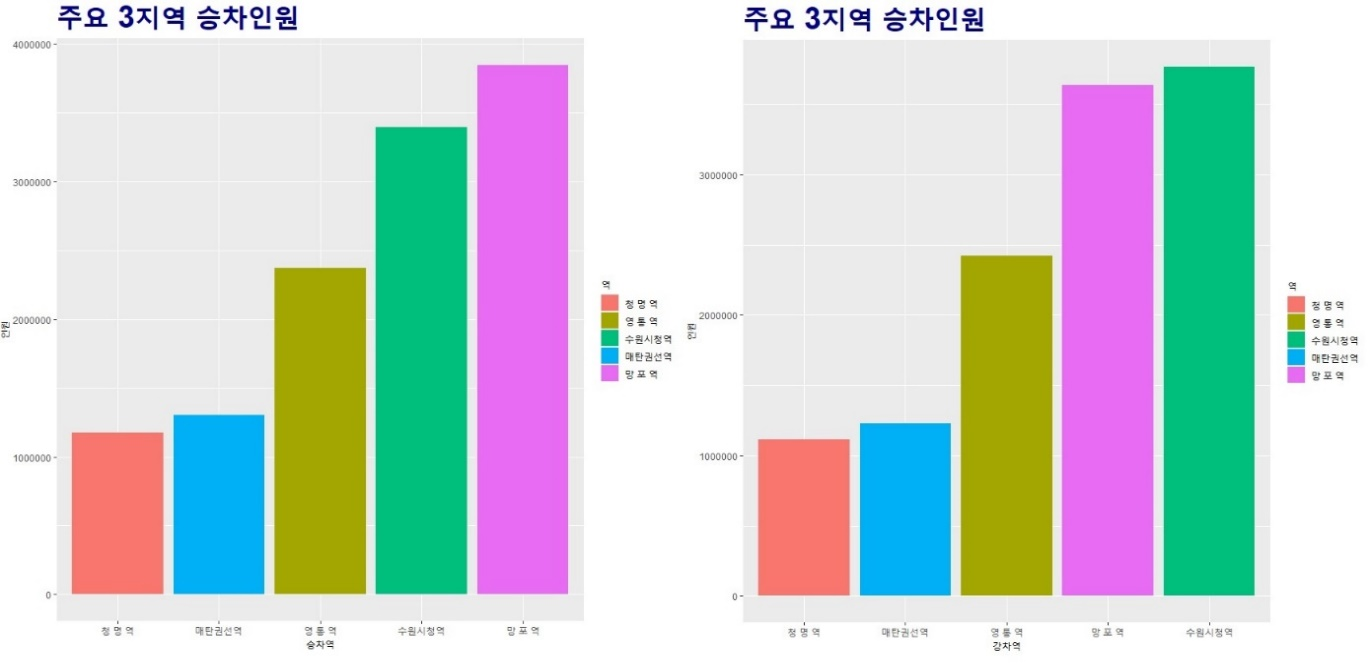 주요 3지역 승차인원
4000000
3000000
2000000
1000000
0
인원
청 명 역
매탄권선역
영 통 역
수원시청역
망 포 역
승차역
역
청 명 역
영 통 역
수원시청역
매탄권선역
망 포 역
주요 3지역 승차인원
3000000
2000000
1000000
0
인원
청 명 역
매탄권선역
영 통 역
망 포 역
수원시청역
강차역
역
청 명 역
영 통 역
수원시청역
매탄권선역
망 포 역